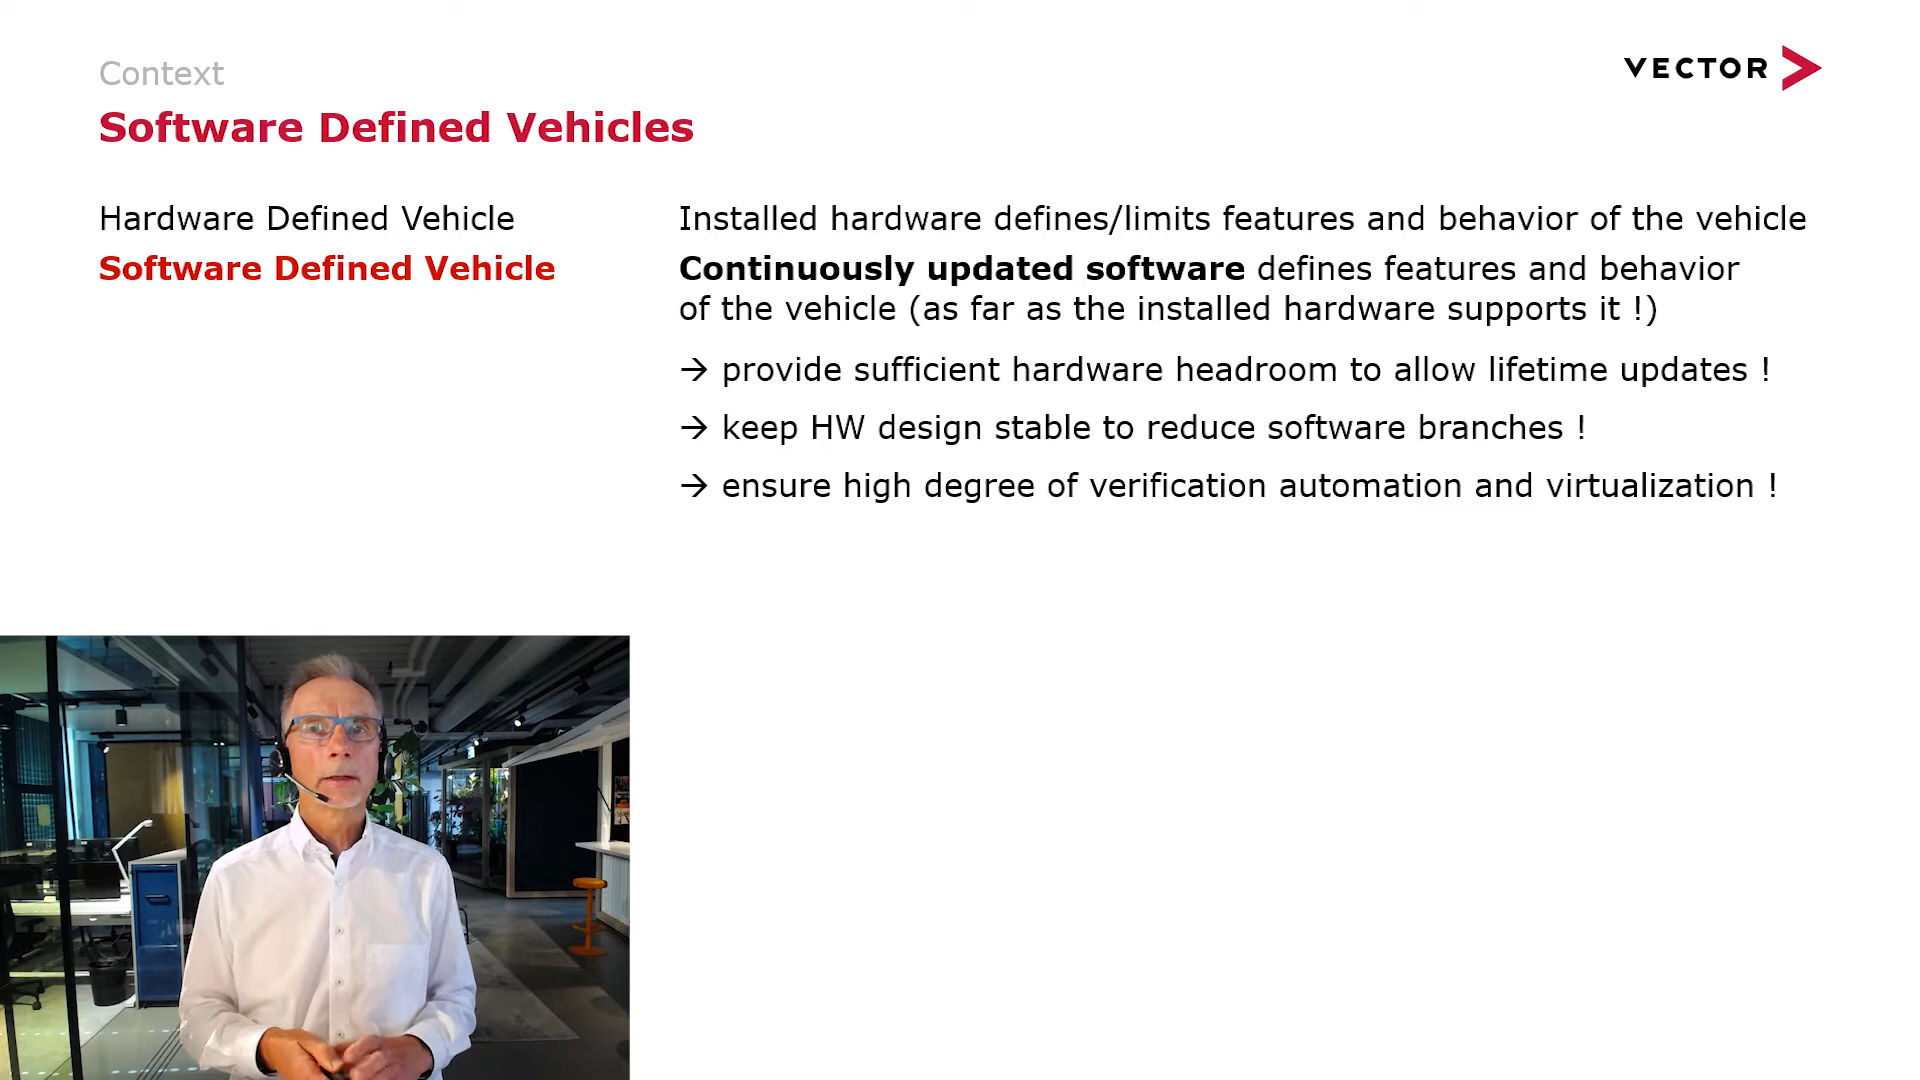 Context
VECTOR
Software Defined Vehicles
Hardware Defined Vehicle
Installed hardware defines/limits features and behavior of the vehicle
Software Defined Vehicle
Continuously updated software defines features and behavior
of the vehicle (as far as the installed hardware supports it !)
→ provide sufficient hardware headroom to allow lifetime updates !
→ keep HW design stable to reduce software branches !
→ ensure high degree of verification automation and virtualization !